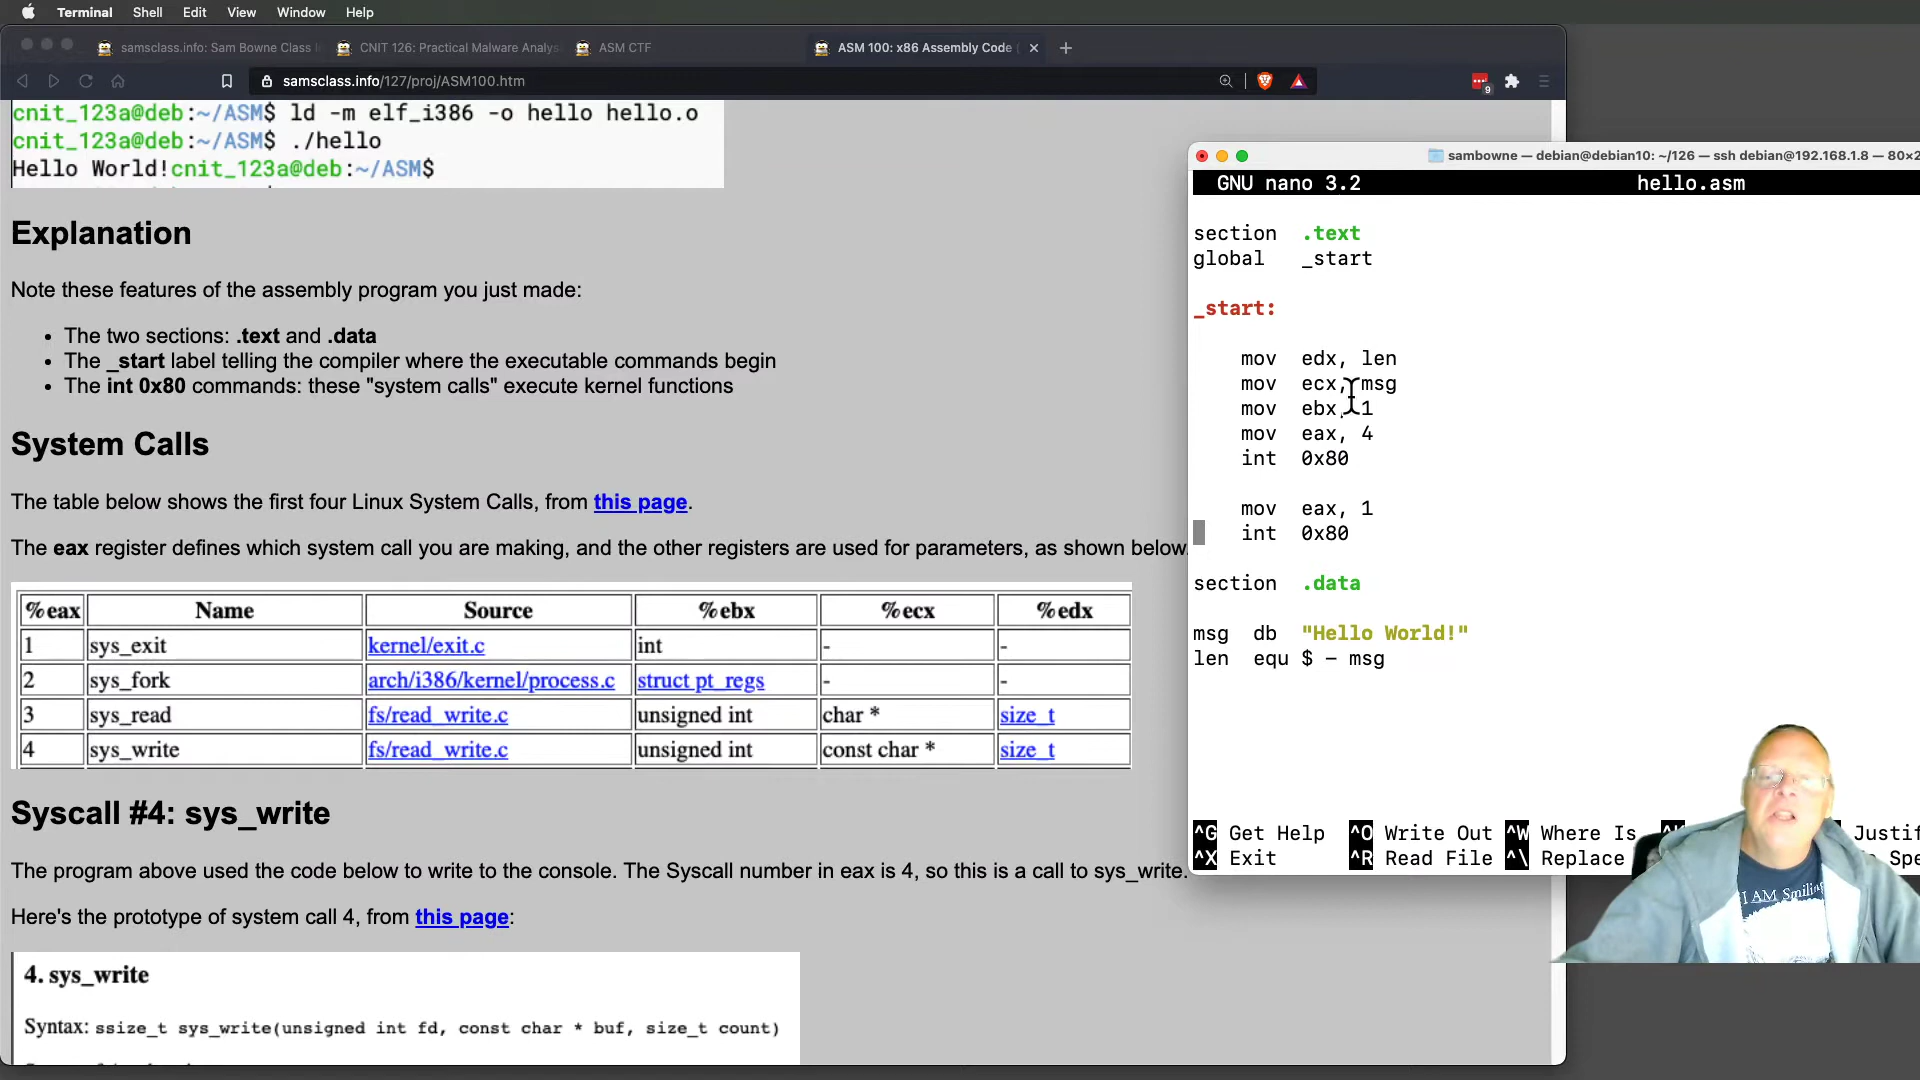 Terminal Shell Edit View Window Help
samsclass.info: Sam Bowne Class
CNIT 126: Practical Malware Analys
ASM CTF
ASM 100: x86 Assembly Code
samsclass.info/127/proj/ASM100.htm
9
cnit_123a@deb:~/ASM$ ld -m elf_i386 -o hello hello.o
cnit_123a@deb:~/ASM$ ./hello
Hello World!cnit_123a@deb:~/ASM$
Explanation
Note these features of the assembly program you just made:
• The two sections: .text and .data
• The _start label telling the compiler where the executable commands begin
• The int 0x80 commands: these "system calls" execute kernel functions
System Calls
The table below shows the first four Linux System Calls, from this page.
The eax register defines which system call you are making, and the other registers are used for parameters, as shown below.
%eax Name Source %ebx %ecx %edx
1 sys_exit kernel/exit.c int - -
2 sys_fork arch/i386/kernel/process.c struct pt_regs - -
3 sys_read fs/read_write.c unsigned int char * size_t
4 sys_write fs/read_write.c unsigned int const char * size_t
Syscall #4: sys_write
The program above used the code below to write to the console. The Syscall number in eax is 4, so this is a call to sys_write.
Here's the prototype of system call 4, from this page:
4. sys_write
Syntax: ssize_t sys_write(unsigned int fd, const char * buf, size_t count)
sambowne — debian@debian10: ~/126 — ssh debian@192.168.1.8 — 80×2
GNU nano 3.2 hello.asm
section .text
global _start
_start:
mov edx, len
mov ecx, msg
mov ebx, 1
mov eax, 4
int 0x80
mov eax, 1
int 0x80
section .data
msg db "Hello World!"
len equ $ - msg
^G Get Help ^O Write Out ^W Where Is Justif
^X Exit ^R Read File ^\ Replace Spe
I AM Smiling